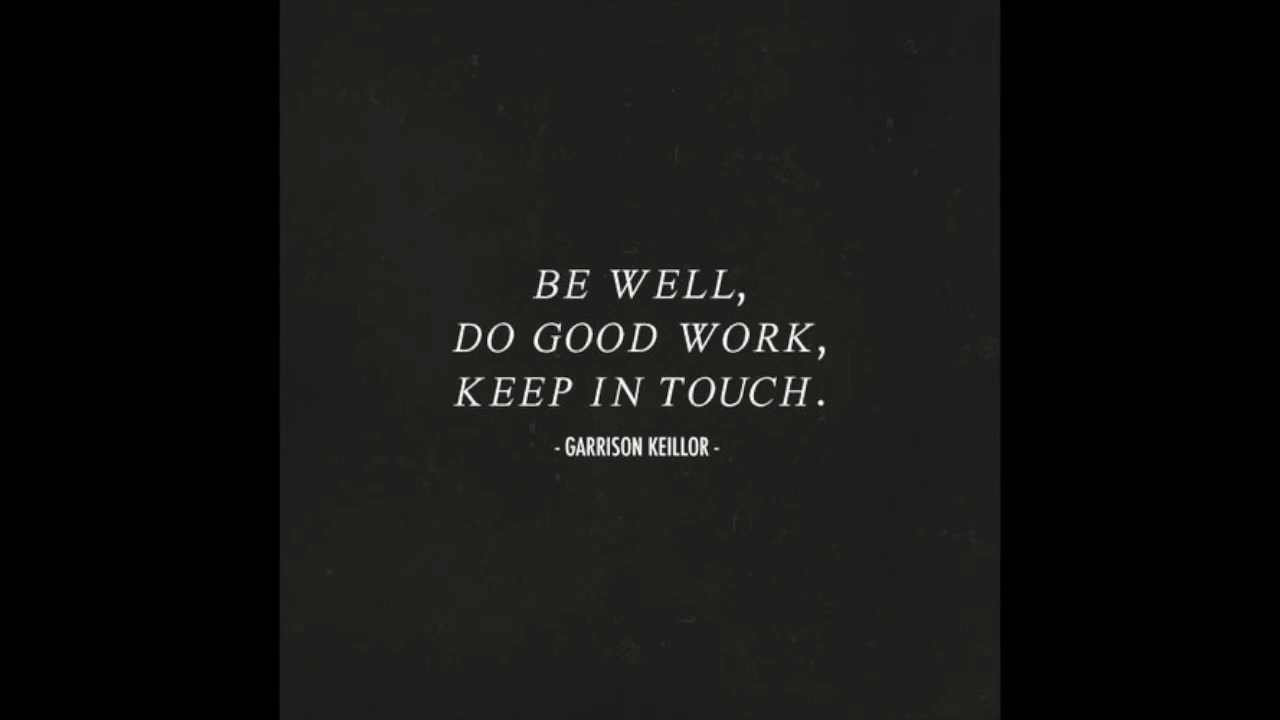 BE WELL,
DO GOOD WORK,
KEEP IN TOUCH.
- GARRISON KEILLOR -